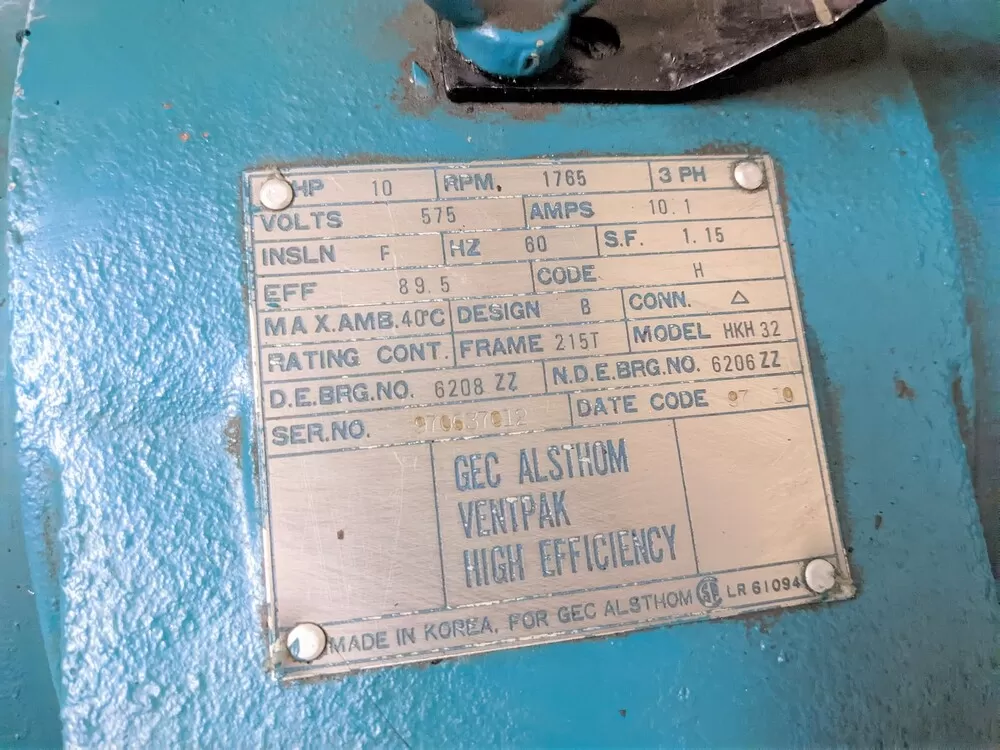 HP 10 RPM. 1765 3 PH
VOLTS 575 AMPS 10.1
INSLN F HZ 60 S.F. 1.15
EFF 89.5 CODE H
MAX.AMB.40°C DESIGN B CONN. △
RATING CONT. FRAME 215T MODEL HKH 32
D.E.BRG.NO. 6208 ZZ N.D.E.BRG.NO. 6206 ZZ
SER.NO. DATE CODE 97 10
GEC ALSTHOM
VENTPAK
HIGH EFFICIENCY
MADE IN KOREA, FOR GEC ALSTHOM SA LR 61094